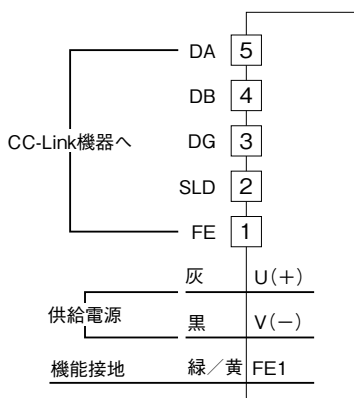 DA 5
DB 4
CC-Link機器へ DG 3
SLD 2
FE 1
灰 U(+)
供給電源
黒 V(−)
機能接地 緑/黄 FE1